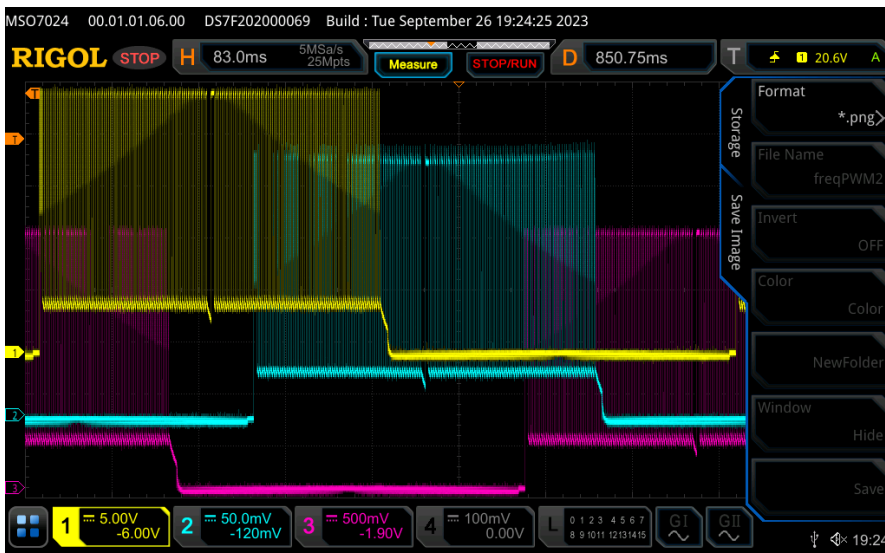 MSO7024 00.01.01.06.00 DS7F202000069 Build : Tue September 26 19:24:25 2023
RIGOL STOP H 83.0ms 5MSa/s 25Mpts Measure STOP/RUN D 850.75ms T 1 20.6V A
T
T
1
2
3
Storage
Save Image
Format
*.png
File Name
freqPWM2
Invert
OFF
Color
Color
NewFolder
Window
Hide
Save
1 5.00V -6.00V
2 50.0mV -120mV
3 500mV -1.90V
4 100mV 0.00V
L 0 1 2 3 4 5 6 7
8 9 10 11 12 13 14 15
GI
GII
19:24